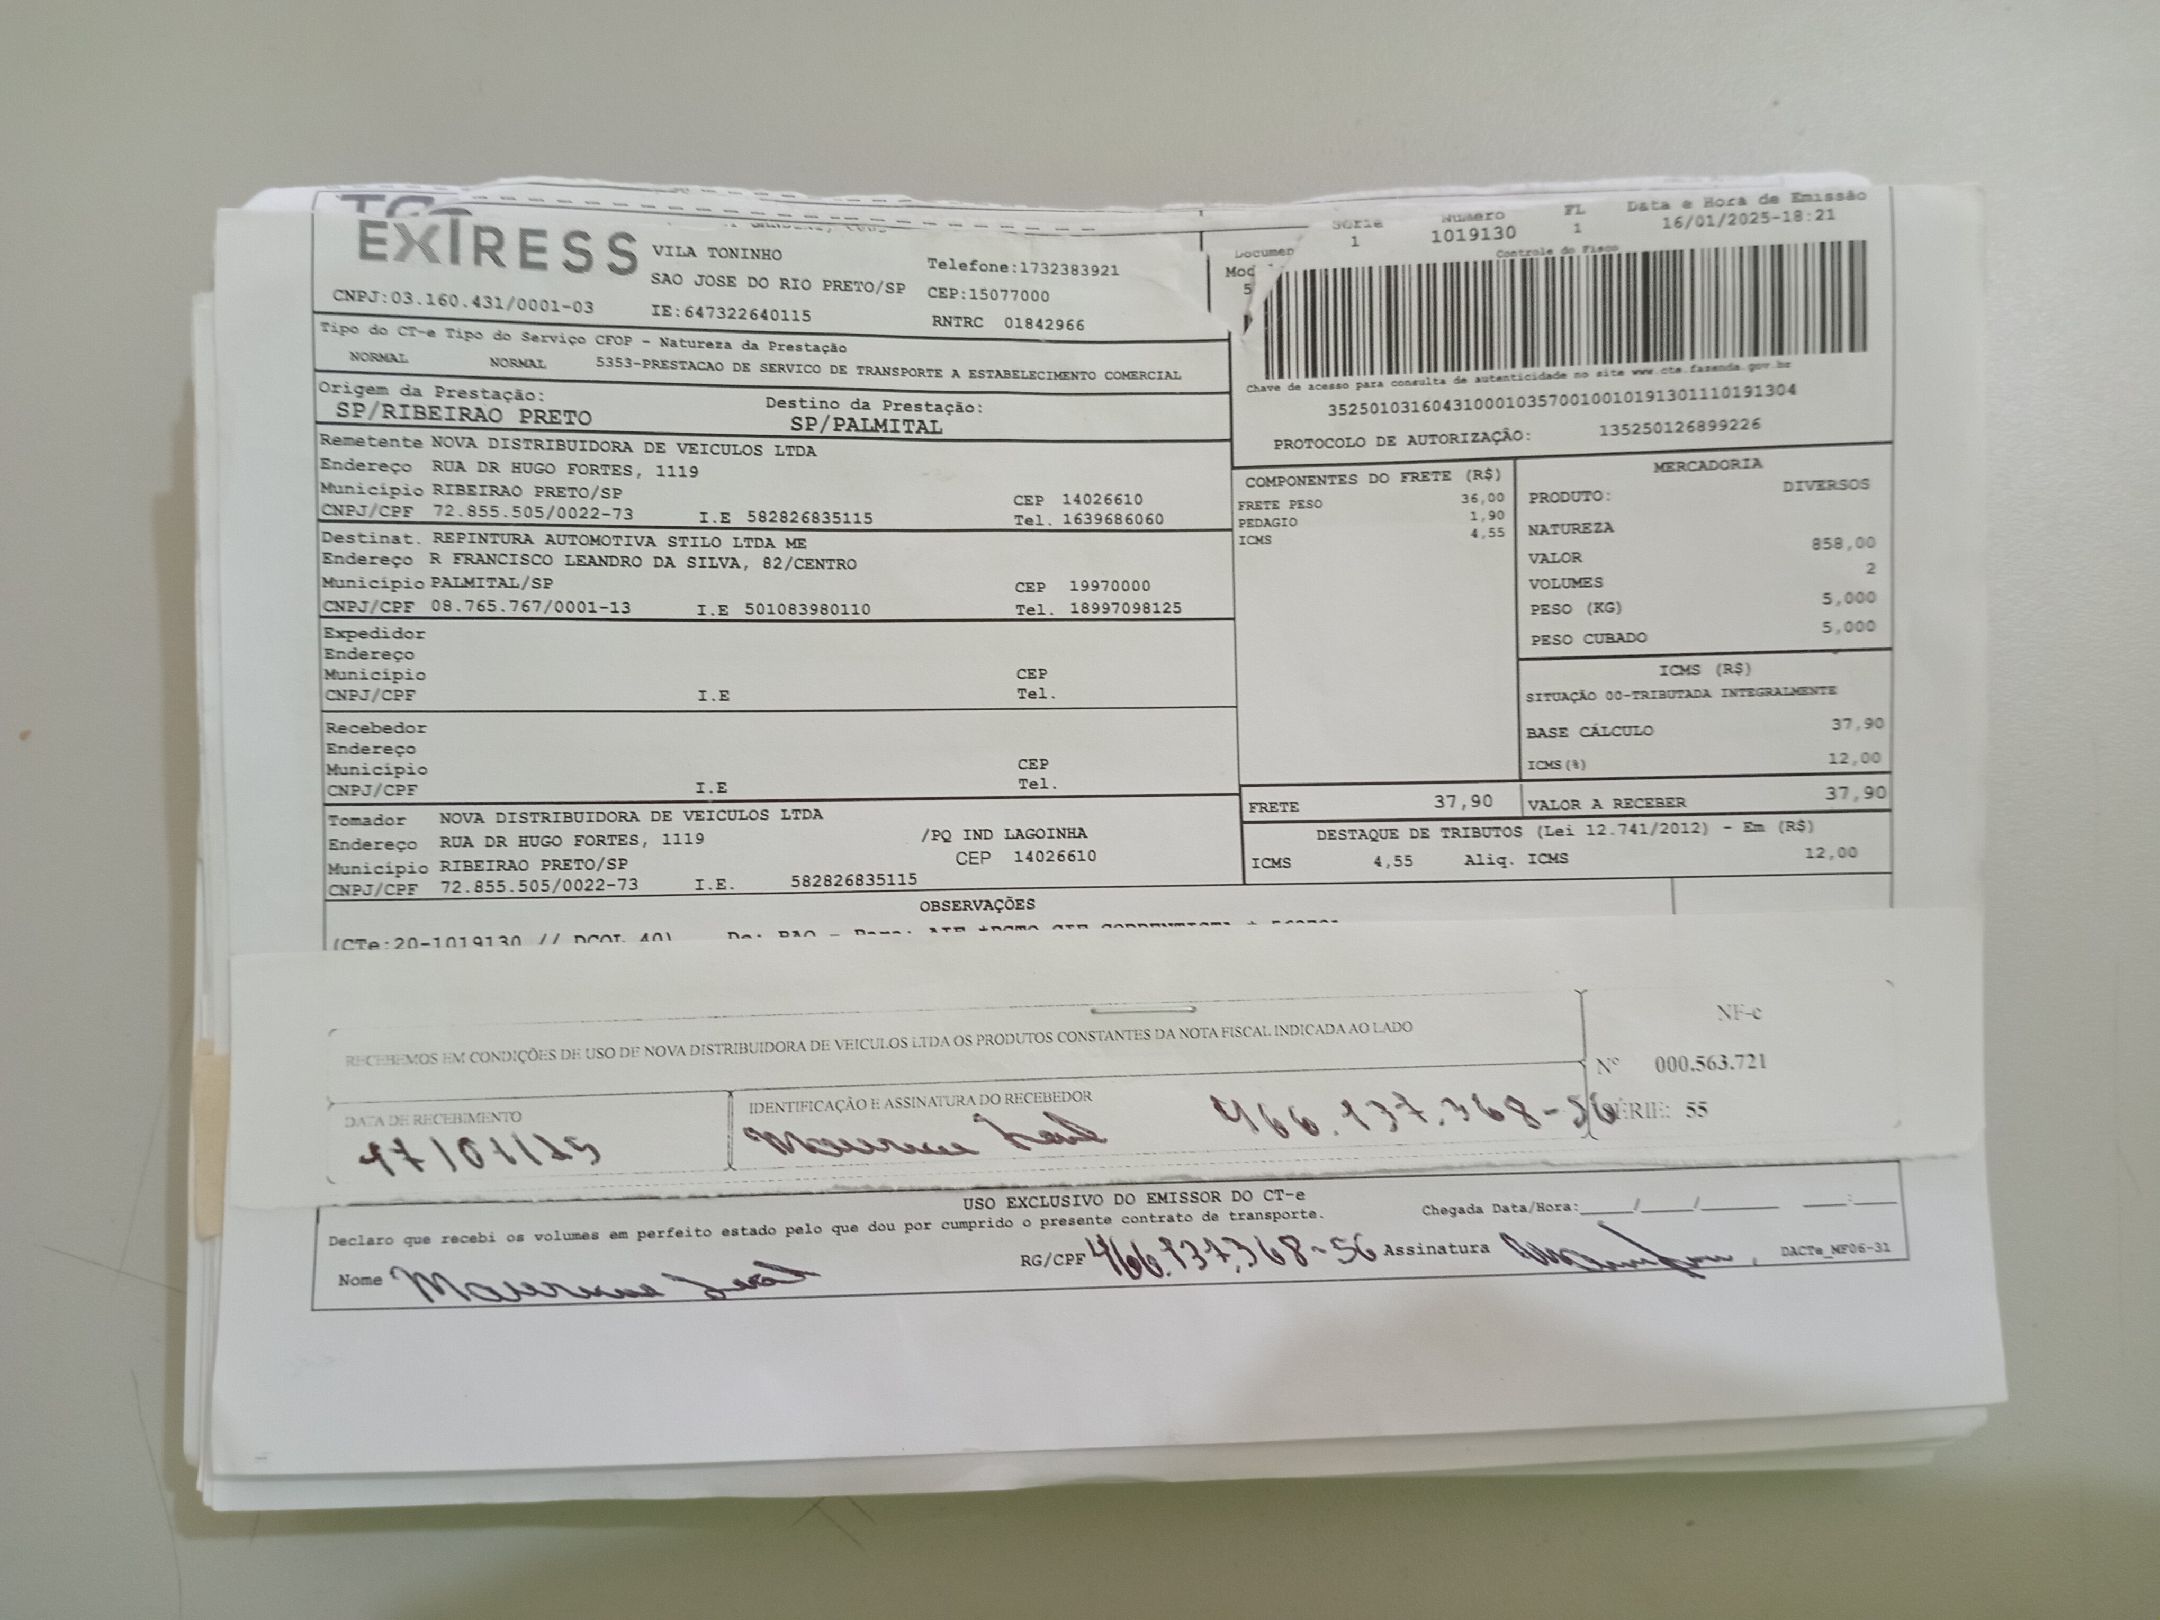 EXTRESS
VILA TONINHO
SAO JOSE DO RIO PRETO/SP
Telefone:1732383921
CEP:15077000
CNPJ:03.160.431/0001-03
IE:647322640115
RNTRC 01842966
Série Numero FL Data e Hora de Emissão
1 1019130 1 16/01/2025-18:21
Controle do Fisco
Tipo do CT-e Tipo do Serviço CFOP - Natureza da Prestação
NORMAL NORMAL 5353-PRESTACAO DE SERVICO DE TRANSPORTE A ESTABELECIMENTO COMERCIAL
Chave de acesso para consulta de autenticidade no site www.cte.fazenda.gov.br
35250103160431000103570010010191301110191304
PROTOCOLO DE AUTORIZAÇÃO: 135250126899226
Origem da Prestação: Destino da Prestação:
SP/RIBEIRAO PRETO SP/PALMITAL
Remetente NOVA DISTRIBUIDORA DE VEICULOS LTDA
Endereço RUA DR HUGO FORTES, 1119
Município RIBEIRAO PRETO/SP CEP 14026610
CNPJ/CPF 72.855.505/0022-73 I.E 582826835115 Tel. 1639686060
Destinat. REPINTURA AUTOMOTIVA STILO LTDA ME
Endereço R FRANCISCO LEANDRO DA SILVA, 82/CENTRO
Município PALMITAL/SP CEP 19970000
CNPJ/CPF 08.765.767/0001-13 I.E 501083980110 Tel. 18997098125
Expedidor
Endereço
Município CEP
CNPJ/CPF I.E Tel.
Recebedor
Endereço
Município CEP
CNPJ/CPF I.E Tel.
Tomador NOVA DISTRIBUIDORA DE VEICULOS LTDA
Endereço RUA DR HUGO FORTES, 1119 /PQ IND LAGOINHA
Município RIBEIRAO PRETO/SP CEP 14026610
CNPJ/CPF 72.855.505/0022-73 I.E. 582826835115
COMPONENTES DO FRETE (R$)
FRETE PESO 36,00
PEDAGIO 1,90
ICMS 4,55
MERCADORIA
PRODUTO: DIVERSOS
NATUREZA
VALOR 858,00
VOLUMES 2
PESO (KG) 5,000
PESO CUBADO 5,000
ICMS (R$)
SITUAÇÃO 00-TRIBUTADA INTEGRALMENTE
BASE CÁLCULO 37,90
ICMS(%) 12,00
FRETE 37,90 VALOR A RECEBER 37,90
DESTAQUE DE TRIBUTOS (Lei 12.741/2012) - Em (R$)
ICMS 4,55 Aliq. ICMS 12,00
OBSERVAÇÕES
(CTe:20-1019130 //
RECEBEMOS EM CONDIÇÕES DE USO DE NOVA DISTRIBUIDORA DE VEICULOS LTDA OS PRODUTOS CONSTANTES DA NOTA FISCAL INDICADA AO LADO
NF-e
Nº 000.563.721
SÉRIE: 55
DATA DE RECEBIMENTO
17/01/25
IDENTIFICAÇÃO E ASSINATURA DO RECEBEDOR
466.137.368-56
USO EXCLUSIVO DO EMISSOR DO CT-e
Declaro que recebi os volumes em perfeito estado pelo que dou por cumprido o presente contrato de transporte.
Chegada Data/Hora:_____/_____/_______ ____:____
Nome
RG/CPF 466.137.368-56 Assinatura
DACTe_MF06-31